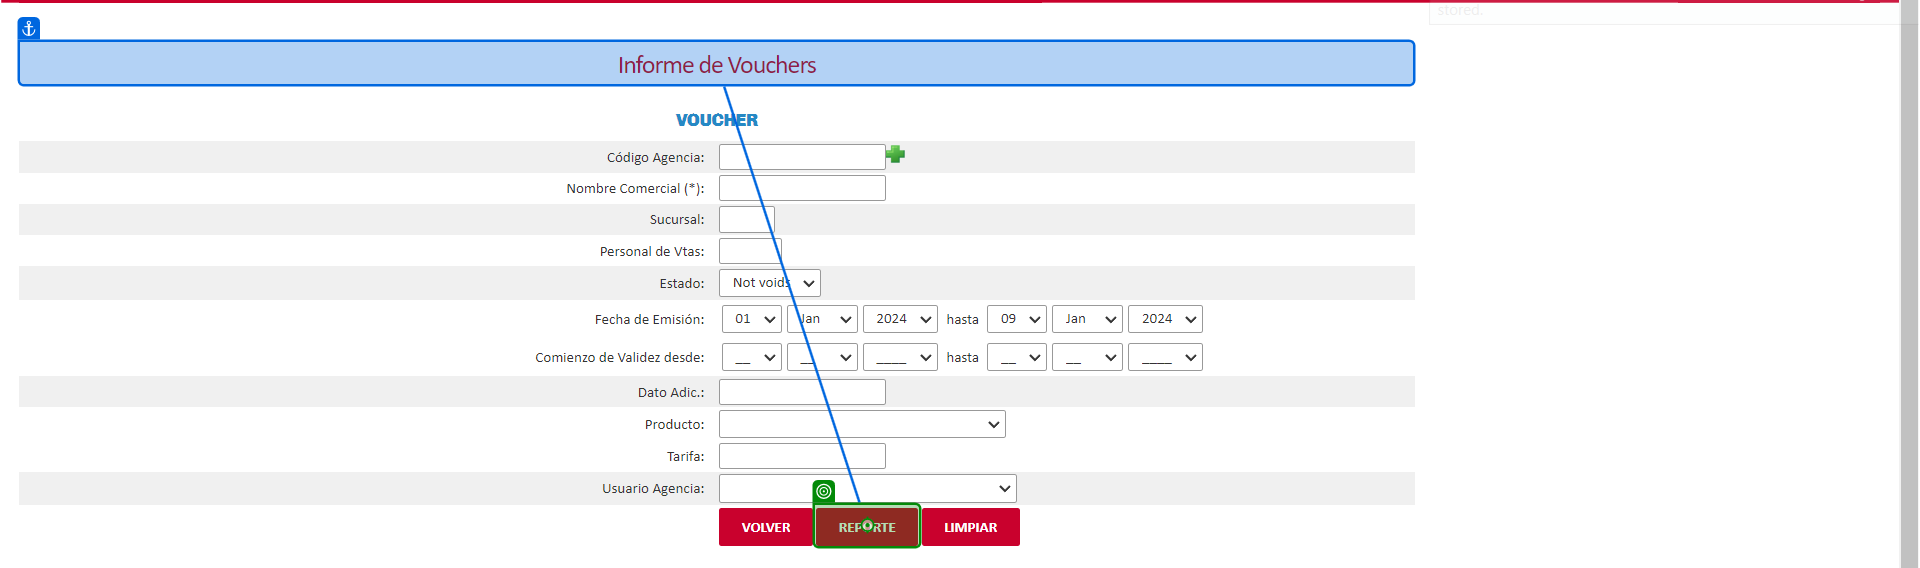 stored.
Informe de Vouchers
VOUCHER
Código Agencia:
Nombre Comercial (*):
Sucursal:
Personal de Vtas:
Estado: Not voids
Fecha de Emisión: 01 Jan 2024 hasta 09 Jan 2024
Comienzo de Validez desde: __ __ ____ hasta __ __ ____
Dato Adic.:
Producto:
Tarifa:
Usuario Agencia:
VOLVER REPORTE LIMPIAR